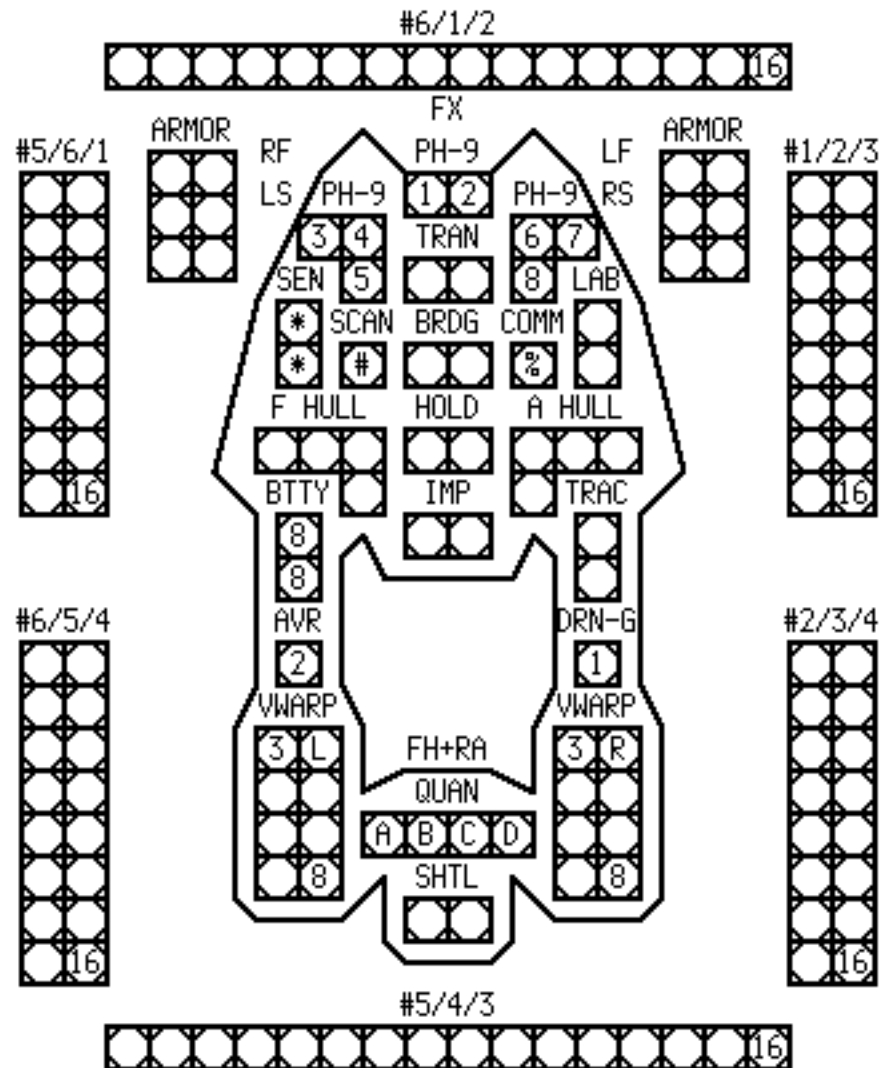 #6/1/2
16
FX
ARMOR ARMOR
#5/6/1 RF PH-9 LF #1/2/3
LS PH-9 1 2 PH-9 RS
3 4 TRAN 6 7
SEN 5 8 LAB
* SCAN BRDG COMM
* # %
F HULL HOLD A HULL
16 BTTY IMP TRAC 16
8
8
#6/5/4 AVR DRN-G #2/3/4
2 1
VWARP VWARP
3 L FH+RA 3 R
QUAN
A B C D
8 SHTL 8
16 16
#5/4/3
16